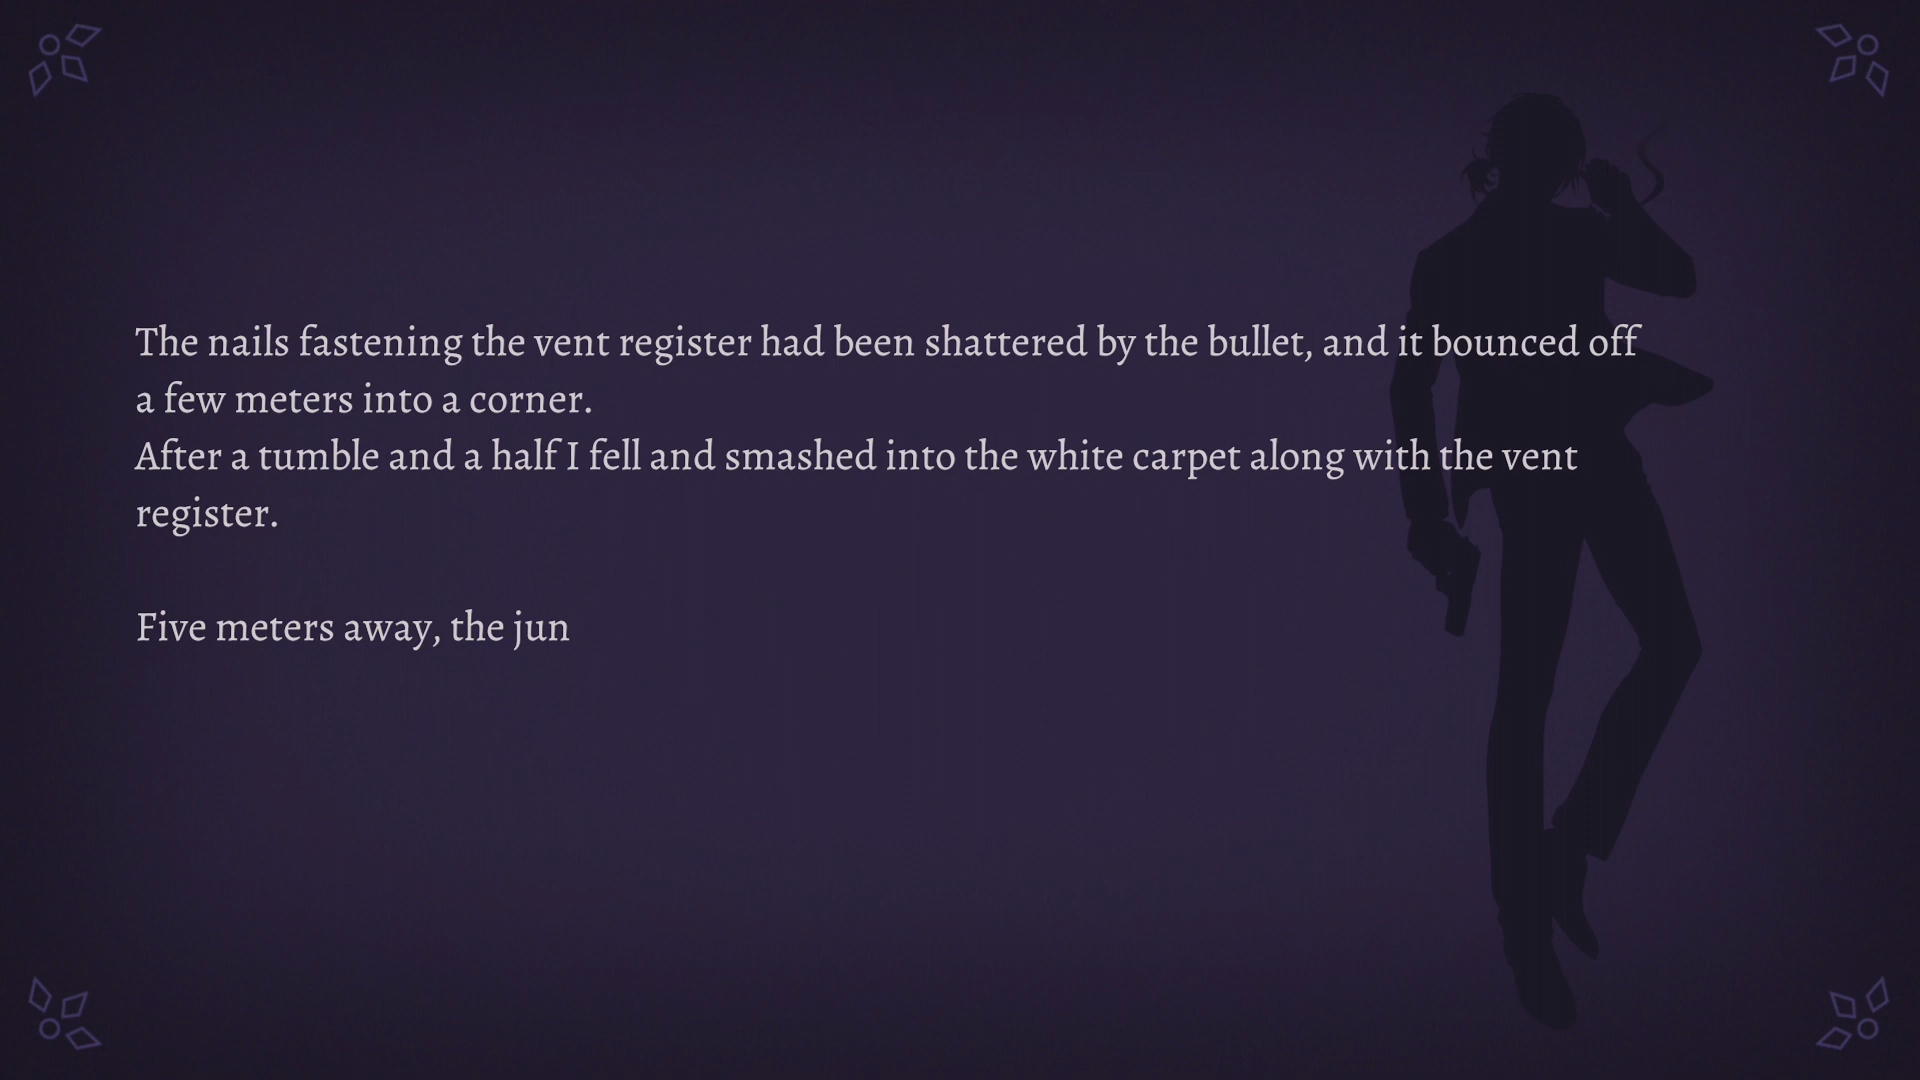 The nails fastening the vent register had been shattered by the bullet, and it bounced off
a few meters into a corner.
After a tumble and a half I fell and smashed into the white carpet along with the vent
register.
Five meters away, the jun